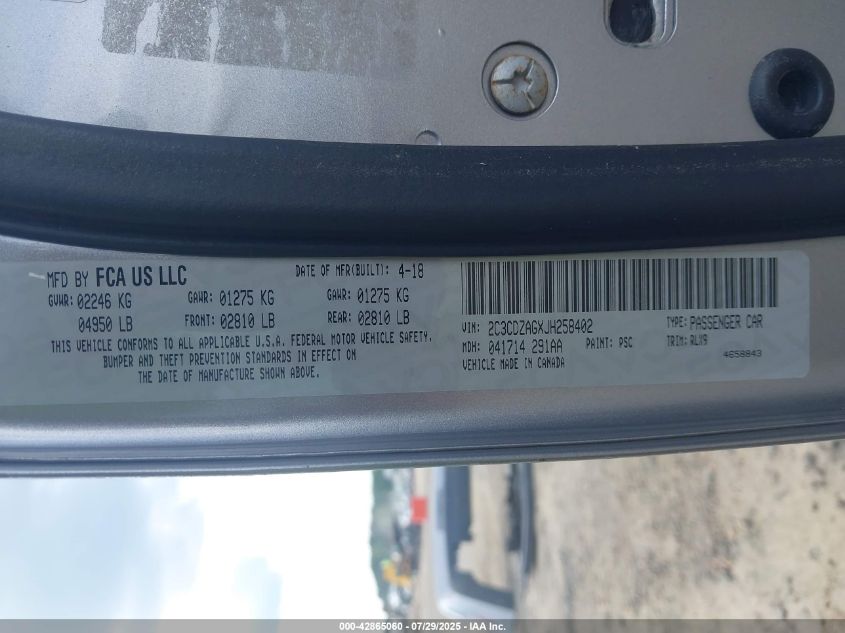 MFD BY FCA US LLC DATE OF MFR(BUILT): 4-18
GVWR: 02246 KG GAWR: 01275 KG GAWR: 01275 KG
04950 LB FRONT: 02810 LB REAR: 02810 LB
THIS VEHICLE CONFORMS TO ALL APPLICABLE U.S.A. FEDERAL MOTOR VEHICLE SAFETY,
BUMPER AND THEFT PREVENTION STANDARDS IN EFFECT ON
THE DATE OF MANUFACTURE SHOWN ABOVE.
VIN: 2C3CDZAGXJH258402 TYPE: PASSENGER CAR
MDH: 041714 291AA PAINT: PSC TRIM: RLX9
VEHICLE MADE IN CANADA 4658843
000-42865060 | 07/29/2025 - IAA Inc.